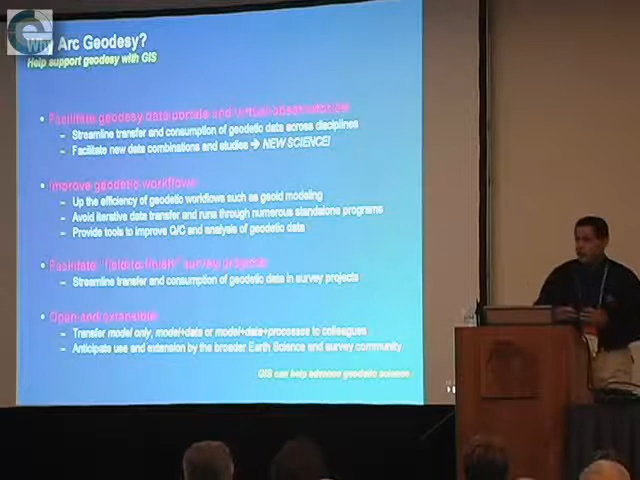 Why Arc Geodesy?
Help support geodesy with GIS
• Facilitate geodesy data portals and virtual observatories
– Streamline transfer and consumption of geodetic data across disciplines
– Facilitate new data combinations and studies → NEW SCIENCE!
• Improve geodetic workflows
– Up the efficiency of geodetic workflows such as geoid modeling
– Avoid iterative data transfer and runs through numerous standalone programs
– Provide tools to improve Q/C and analysis of geodetic data
• Facilitate "field-to-finish" survey projects
– Streamline transfer and consumption of geodetic data in survey projects
• Open and extensible
– Transfer model only, model+data or model+data+processes to colleagues
– Anticipate use and extension by the broader Earth Science and survey community
GIS can help advance geodetic science